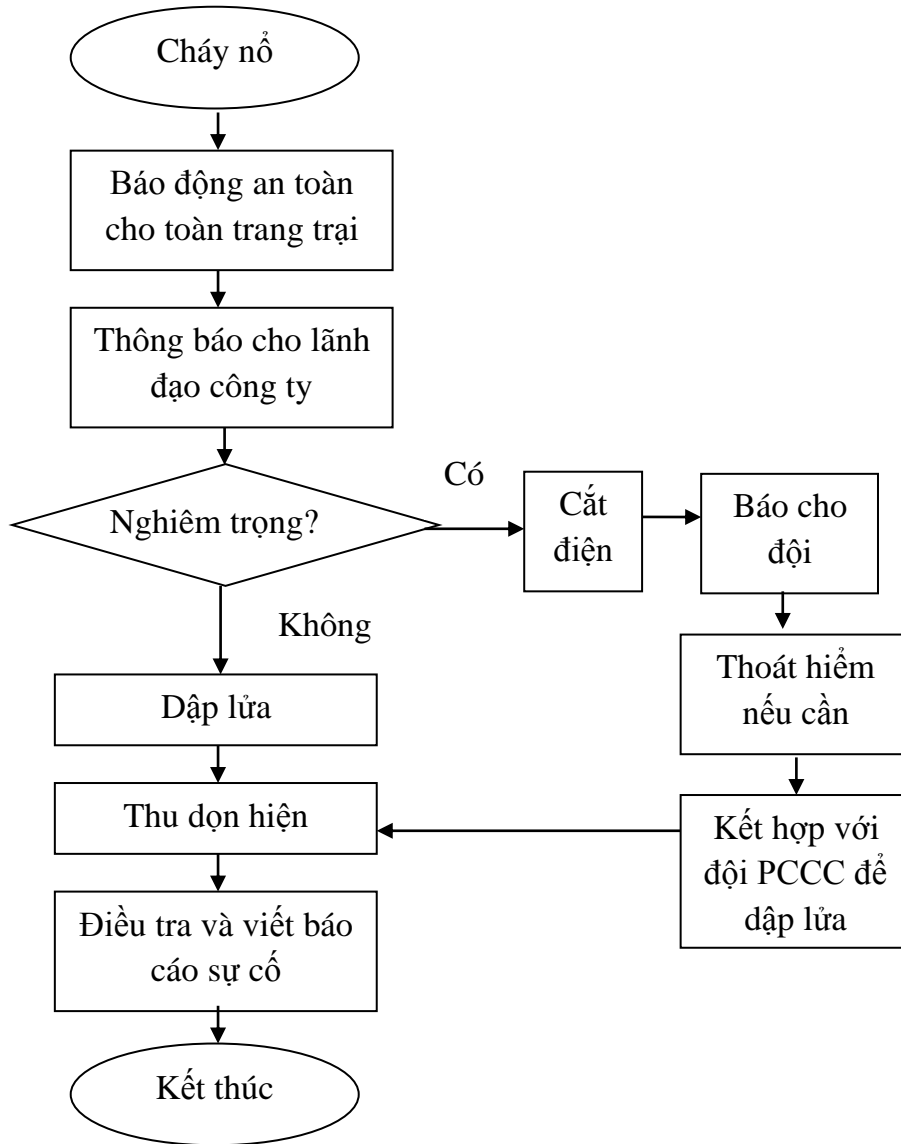 Cháy nổ
Báo động an toàn
cho toàn trang trại
Thông báo cho lãnh
đạo công ty
Nghiêm trọng?
Có
Cắt
điện
Báo cho
đội
Không
Thoát hiểm
nếu cần
Dập lửa
Thu dọn hiện
Kết hợp với
đội PCCC để
dập lửa
Điều tra và viết báo
cáo sự cố
Kết thúc